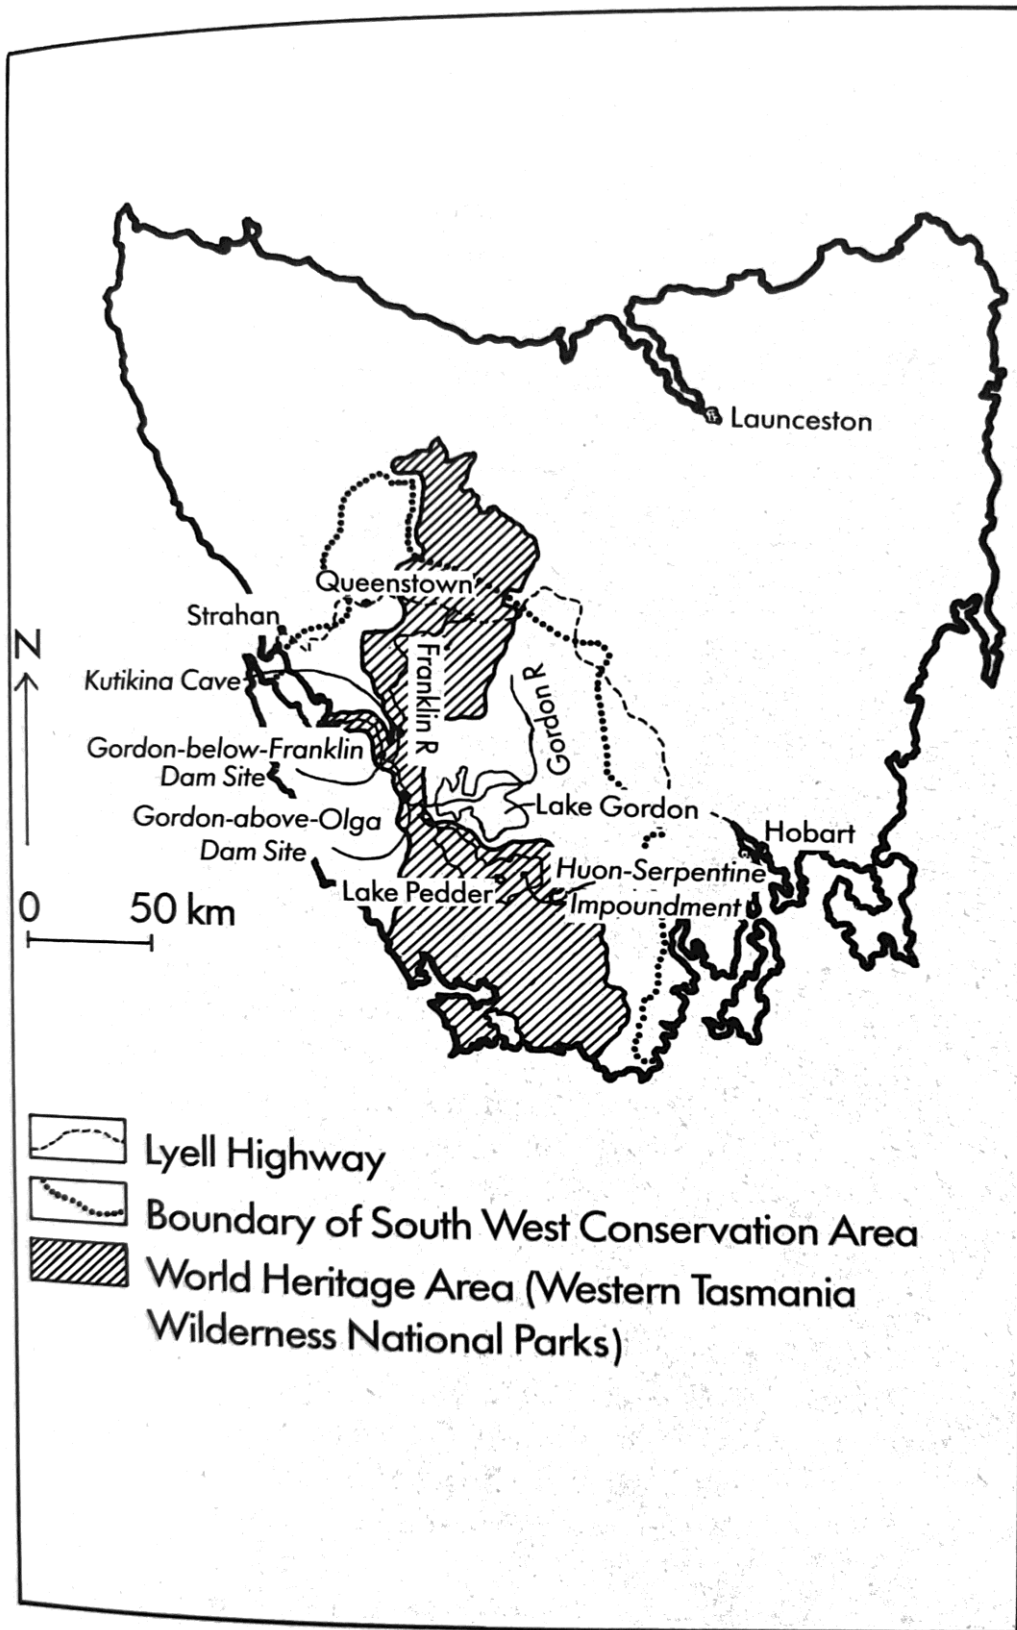 Launceston
Queenstown
Strahan
N
Kutikina Cave
Franklin R
Gordon R
Gordon-below-Franklin
Dam Site
Gordon-above-Olga
Dam Site
Lake Gordon
Hobart
Huon-Serpentine
Impoundment
Lake Pedder
0 50 km
Lyell Highway
Boundary of South West Conservation Area
World Heritage Area (Western Tasmania
Wilderness National Parks)